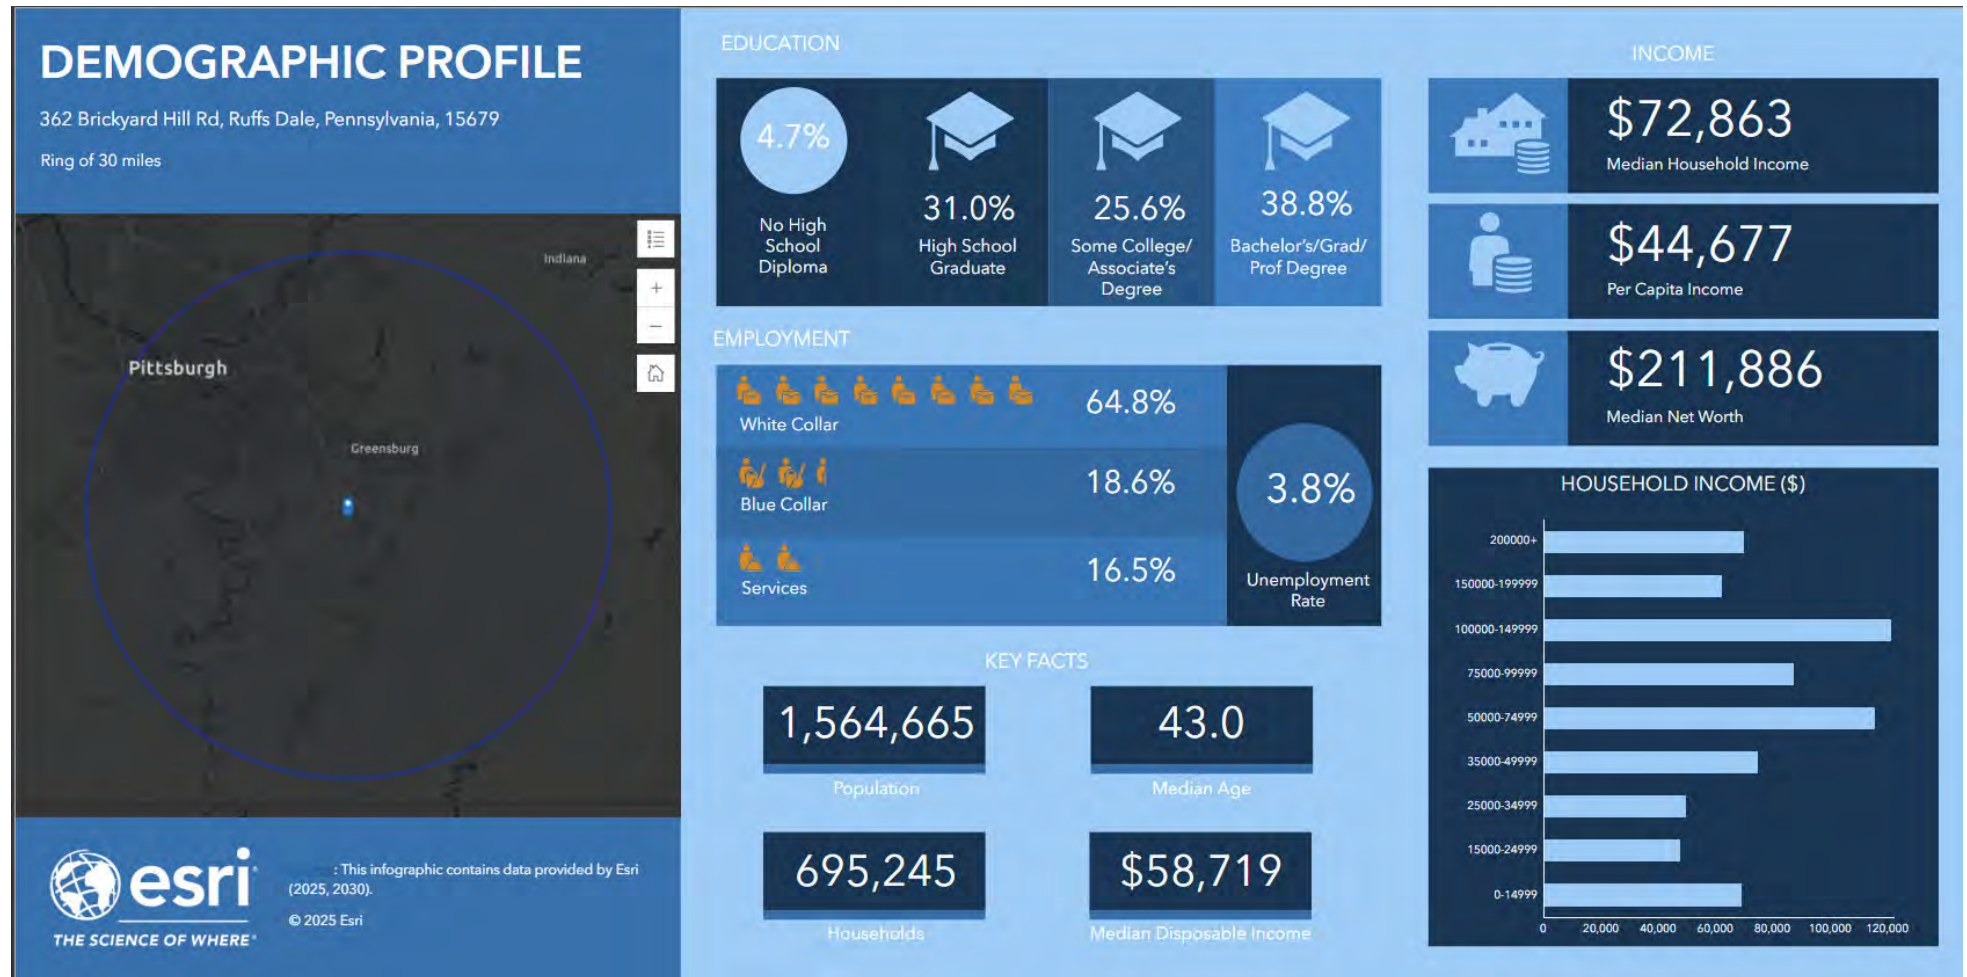 DEMOGRAPHIC PROFILE
362 Brickyard Hill Rd, Ruffs Dale, Pennsylvania, 15679
Ring of 30 miles
Indiana
Pittsburgh
Greensburg
+
−
esri
THE SCIENCE OF WHERE®
: This infographic contains data provided by Esri
(2025, 2030).
© 2025 Esri
EDUCATION
4.7%
No High
School
Diploma
31.0%
High School
Graduate
25.6%
Some College/
Associate's
Degree
38.8%
Bachelor's/Grad/
Prof Degree
EMPLOYMENT
White Collar
64.8%
Blue Collar
18.6%
Services
16.5%
3.8%
Unemployment
Rate
KEY FACTS
1,564,665
Population
43.0
Median Age
695,245
Households
$58,719
Median Disposable Income
INCOME
$72,863
Median Household Income
$44,677
Per Capita Income
$211,886
Median Net Worth
HOUSEHOLD INCOME ($)
200000+
150000-199999
100000-149999
75000-99999
50000-74999
35000-49999
25000-34999
15000-24999
0-14999
0 20,000 40,000 60,000 80,000 100,000 120,000